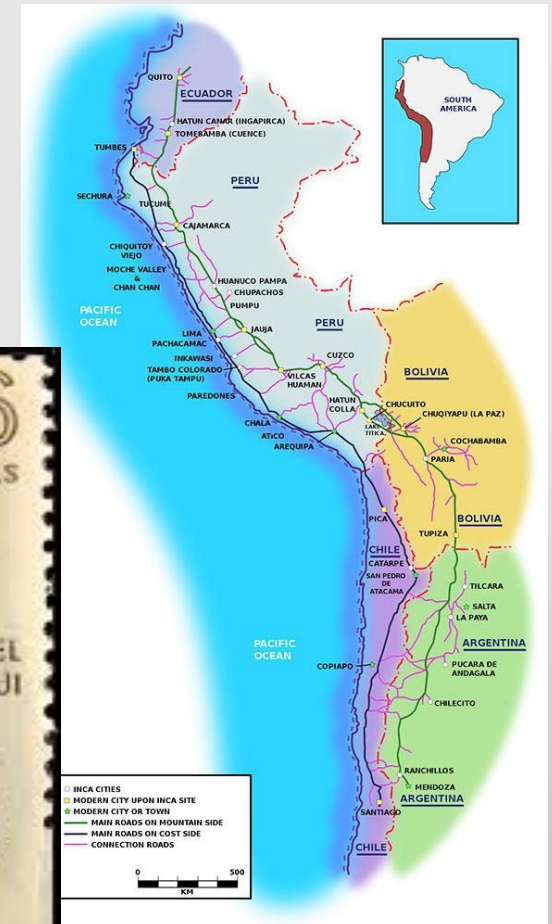 QUITO
ECUADOR
HATUN CANAR (INGAPIRCA)
TOMEBAMBA (CUENCE)
TUMBES
SECHURA
TUCUME
PERU
CAJAMARCA
CHIQUITOY
VIEJO
MOCHE VALLEY
&
CHAN CHAN
HUANUCO PAMPA
CHUPACHOS
PUMPU
PACIFIC
OCEAN
LIMA
PACHACAMAC
JAUJA
PERU
INKAWASI
TAMBO COLORADO
(PUKA TAMPU)
CUZCO
VILCAS
HUAMAN
PAREDONES
HATUN
COLLA
CHUCUITO
CHUQIYAPU (LA PAZ)
LAKE
TITICA.
BOLIVIA
CHALA
ATICO
AREQUIPA
COCHABAMBA
PARIA
PICA
TUPIZA
BOLIVIA
CHILE
CATARPE
SAN PEDRO
DE
ATACAMA
TILCARA
SALTA
LA PAYA
ARGENTINA
PACIFIC
OCEAN
COPIAPO
PUCARA DE
ANDAGALA
CHILECITO
RANCHILLOS
MENDOZA
ARGENTINA
SANTIAGO
CHILE
SOUTH
AMERICA
INCA CITIES
MODERN CITY UPON INCA SITE
MODERN CITY OR TOWN
MAIN ROADS ON MOUNTAIN SIDE
MAIN ROADS ON COST SIDE
CONNECTION ROADS
0 500
KM